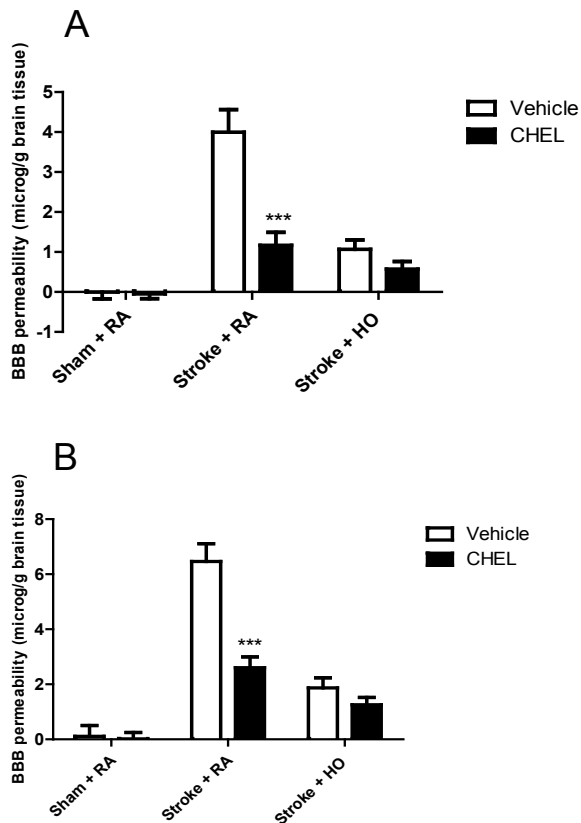 A
BBB permeability (microg/g brain tissue)
5
4
3
2
1
0
-1
***
Sham + RA
Stroke + RA
Stroke + HO
Vehicle
CHEL
B
BBB permeability (microg/g brain tissue)
8
6
4
2
0
***
Sham + RA
Stroke + RA
Stroke + HO
Vehicle
CHEL